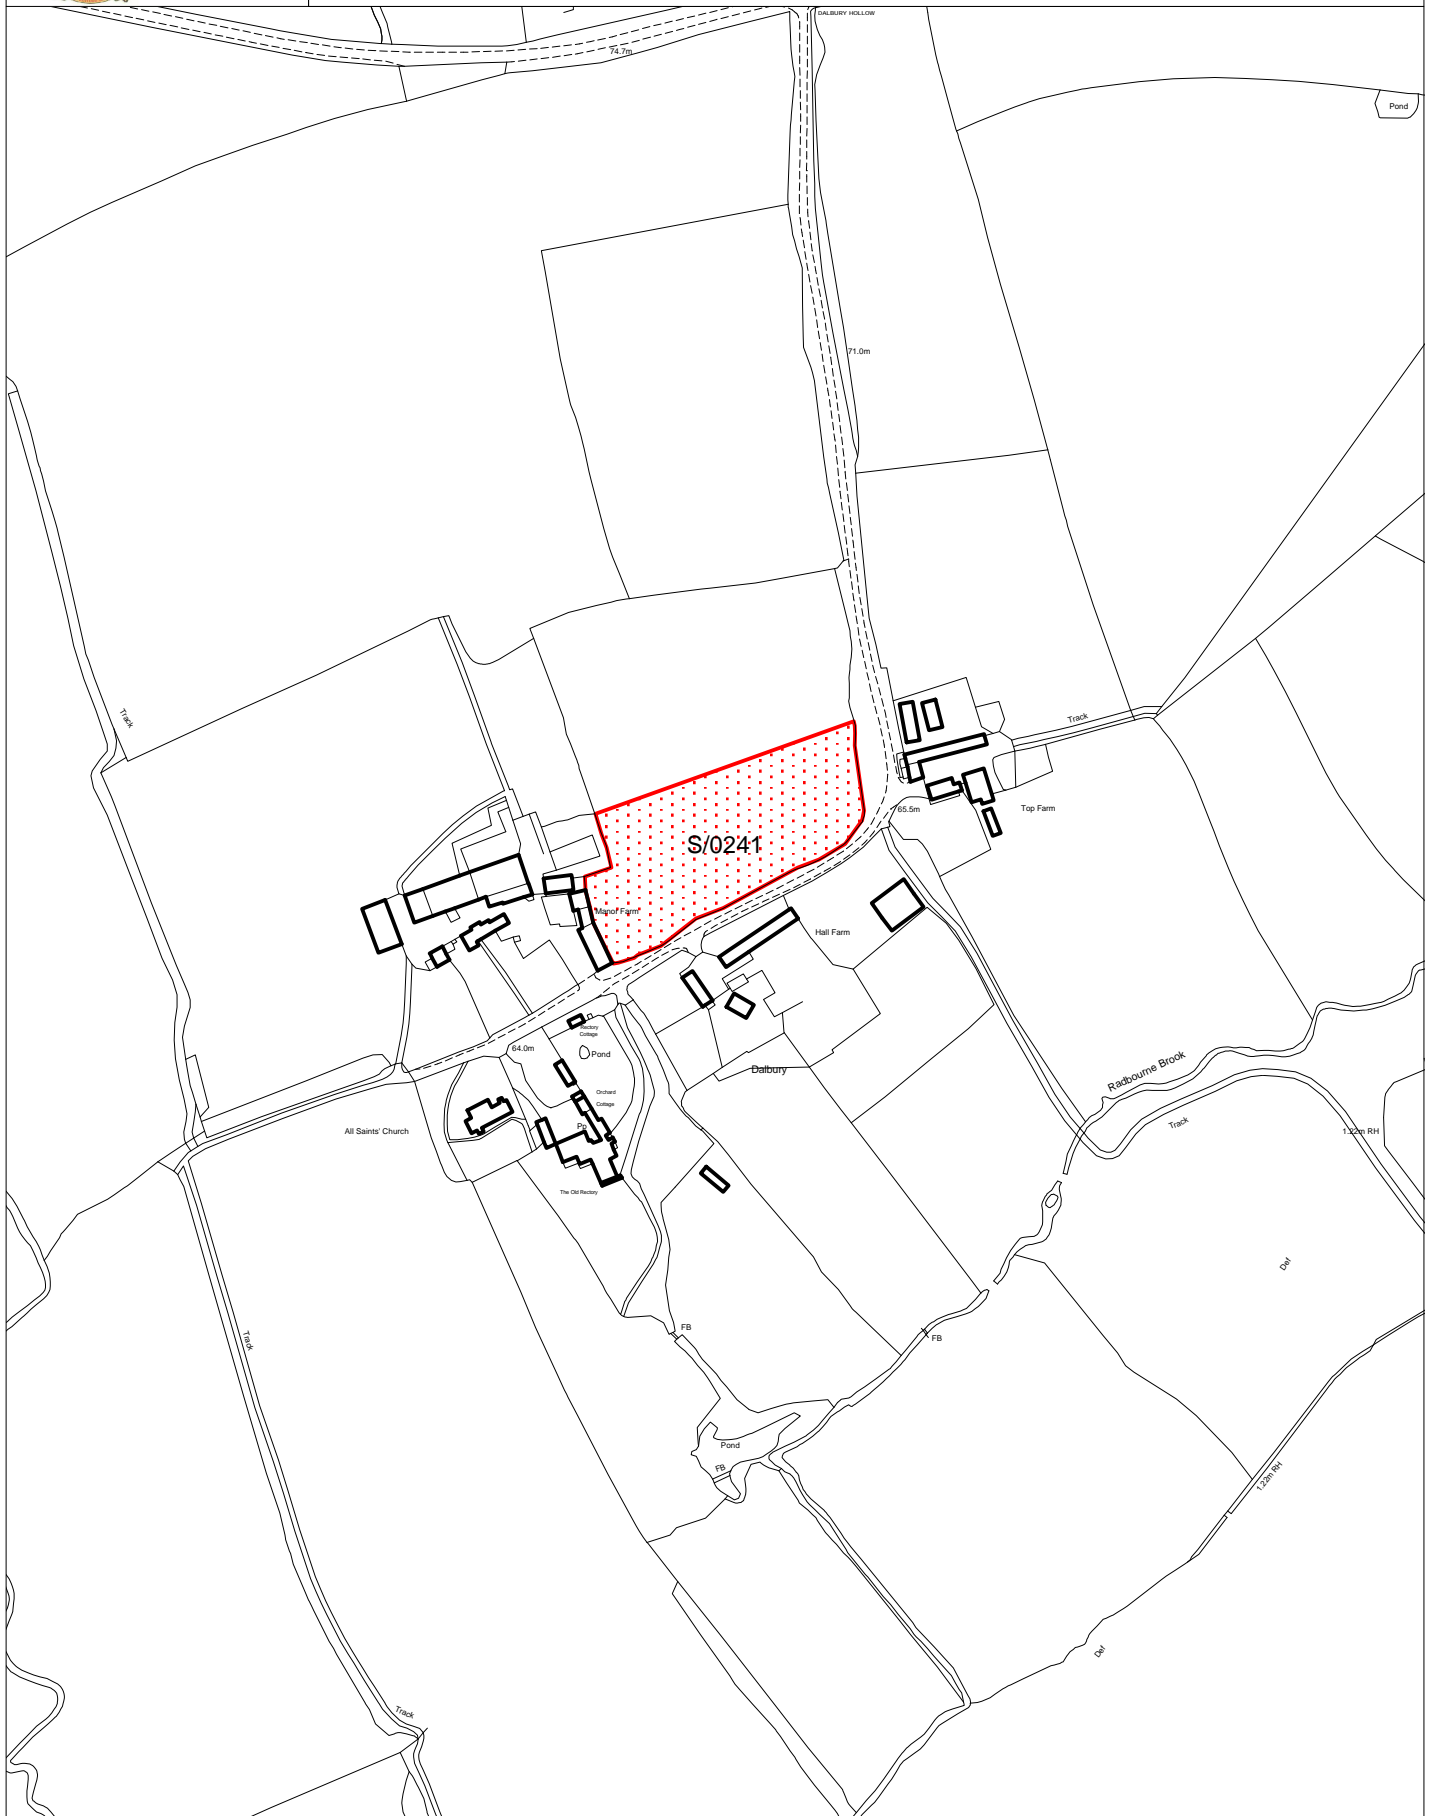 DALBURY HOLLOW
74.7m
Pond
71.0m
Track
Track
65.5m
Top Farm
S/0241
Manor Farm
Hall Farm
Rectory
Cottage
64.0m
Pond
Dalbury
Radbourne Brook
Orchard
Cottage
Pp
All Saints' Church
Track
1.22m RH
The Old Rectory
Def
Track
FB
FB
Pond
FB
1.22m RH
Def
Track